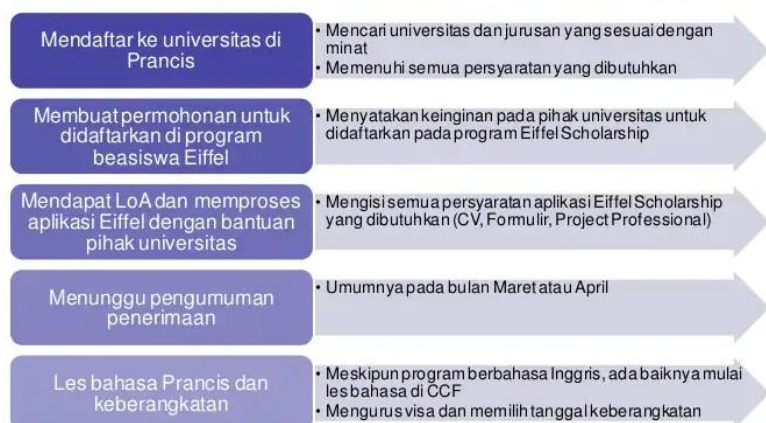 Mendaftar ke universitas di
Prancis
• Mencari universitas dan jurusan yang sesuai dengan
minat
• Memenuhi semua persyaratan yang dibutuhkan
Membuat permohonan untuk
didaftarkan di program
beasiswa Eiffel
• Menyatakan keinginan pada pihak universitas untuk
didaftarkan pada program Eiffel Scholarship
Mendapat LoA dan memproses
aplikasi Eiffel dengan bantuan
pihak universitas
• Mengisi semua persyaratan aplikasi Eiffel Scholarship
yang dibutuhkan (CV, Formulir, Project Professional)
Menunggu pengumuman
penerimaan
• Umumnya pada bulan Maret atau April
Les bahasa Prancis dan
keberangkatan
• Meskipun program berbahasa Inggris, ada baiknya mulai
les bahasa di CCF
• Mengurus visa dan memilih tanggal keberangkatan